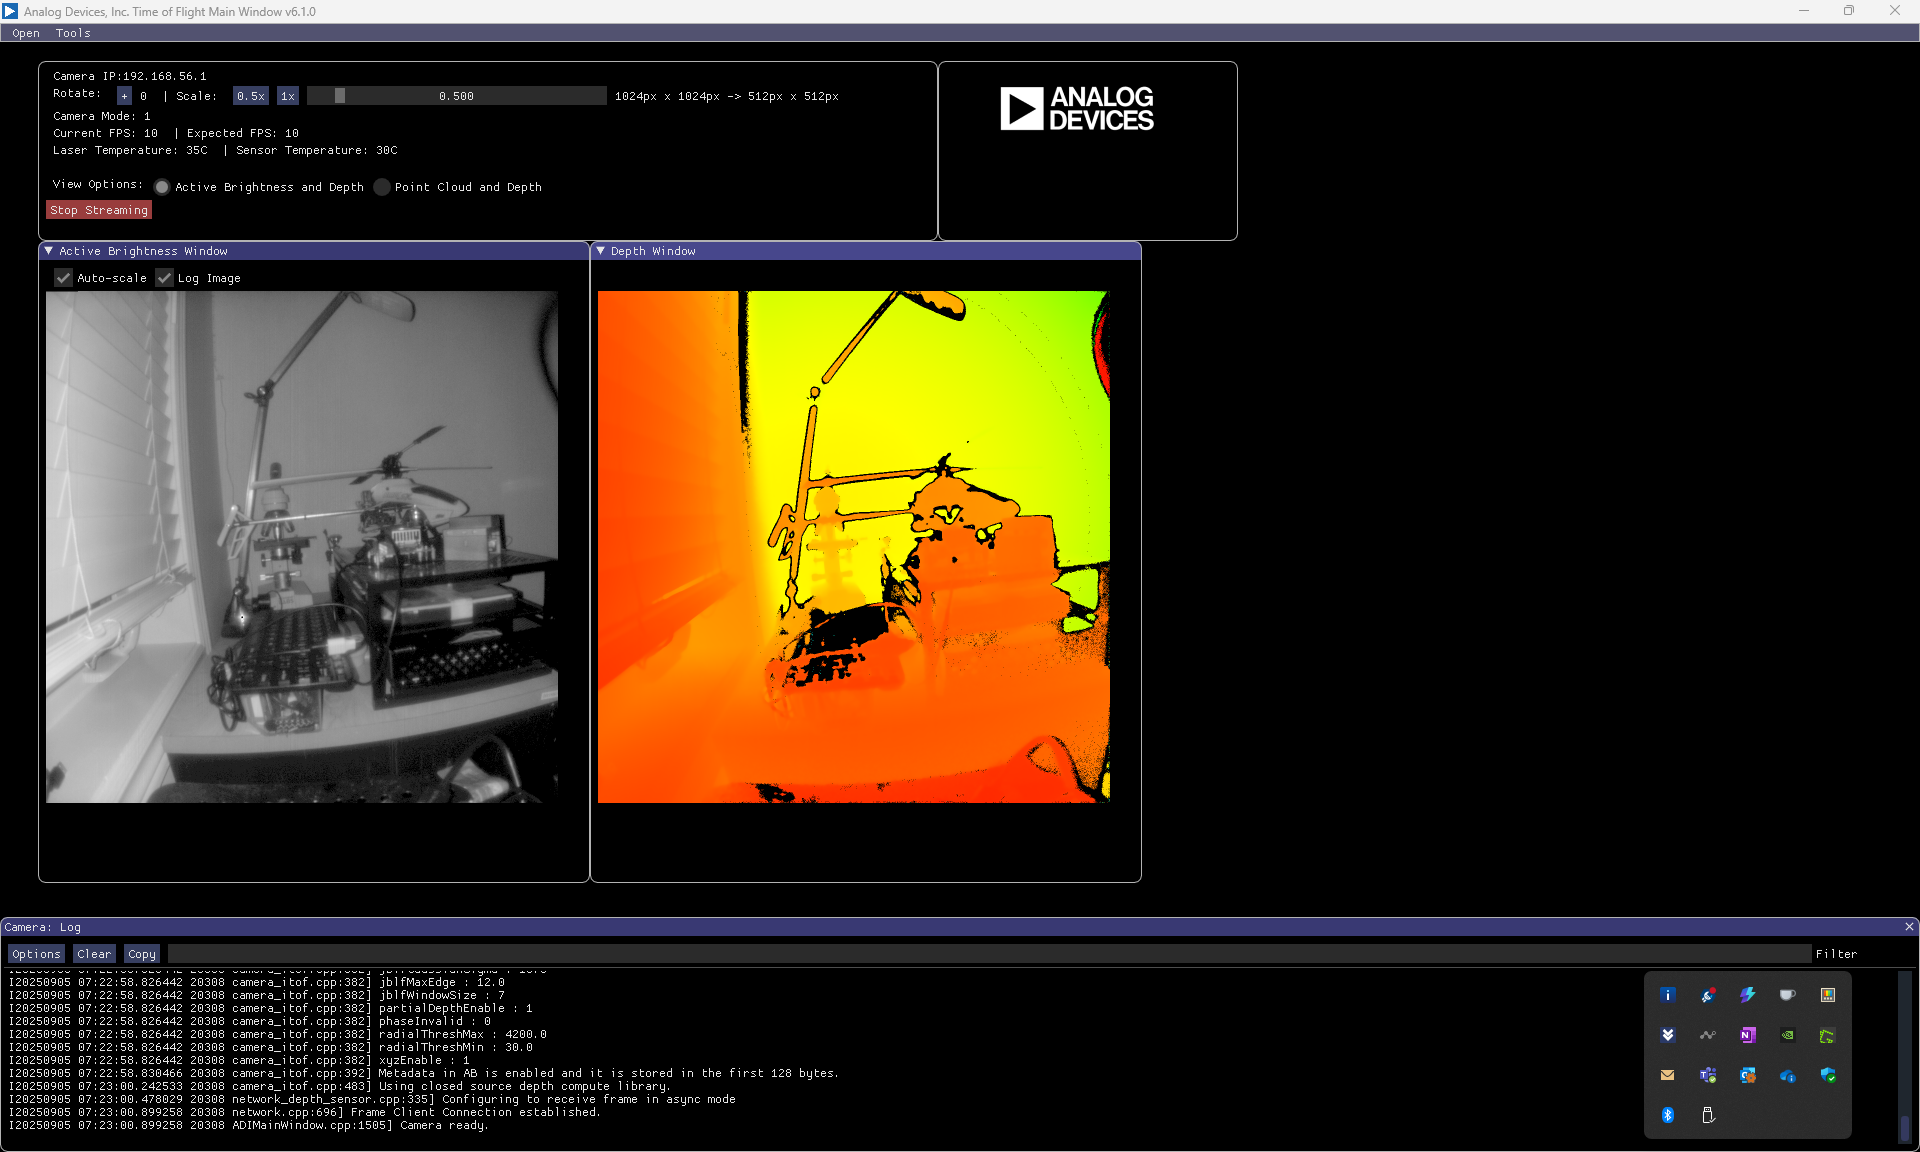 Analog Devices, Inc. Time of Flight Main Window v6.1.0
Open Tools
Camera IP:192.168.56.1
Rotate: + 0 | Scale: 0.5x 1x 0.500 1024px x 1024px -> 512px x 512px
Camera Mode: 1
Current FPS: 10 | Expected FPS: 10
Laser Temperature: 35C | Sensor Temperature: 30C
View Options: Active Brightness and Depth Point Cloud and Depth
Stop Streaming
ANALOG
DEVICES
Active Brightness Window
Auto-scale Log Image
Depth Window
Camera: Log
Options Clear Copy Filter
I20250905 07:22:58.826442 20308 camera_itof.cpp:382] jblfMaxEdge : 12.0
I20250905 07:22:58.826442 20308 camera_itof.cpp:382] jblfWindowSize : 7
I20250905 07:22:58.826442 20308 camera_itof.cpp:382] partialDepthEnable : 1
I20250905 07:22:58.826442 20308 camera_itof.cpp:382] phaseInvalid : 0
I20250905 07:22:58.826442 20308 camera_itof.cpp:382] radialThreshMax : 4200.0
I20250905 07:22:58.826442 20308 camera_itof.cpp:382] radialThreshMin : 30.0
I20250905 07:22:58.826442 20308 camera_itof.cpp:382] xyzEnable : 1
I20250905 07:22:58.830466 20308 camera_itof.cpp:392] Metadata in AB is enabled and it is stored in the first 128 bytes.
I20250905 07:23:00.242533 20308 camera_itof.cpp:483] Using closed source depth compute library.
I20250905 07:23:00.478029 20308 network_depth_sensor.cpp:335] Configuring to receive frame in async mode
I20250905 07:23:00.899258 20308 network.cpp:696] Frame Client Connection established.
I20250905 07:23:00.899258 20308 ADIMainWindow.cpp:1505] Camera ready.